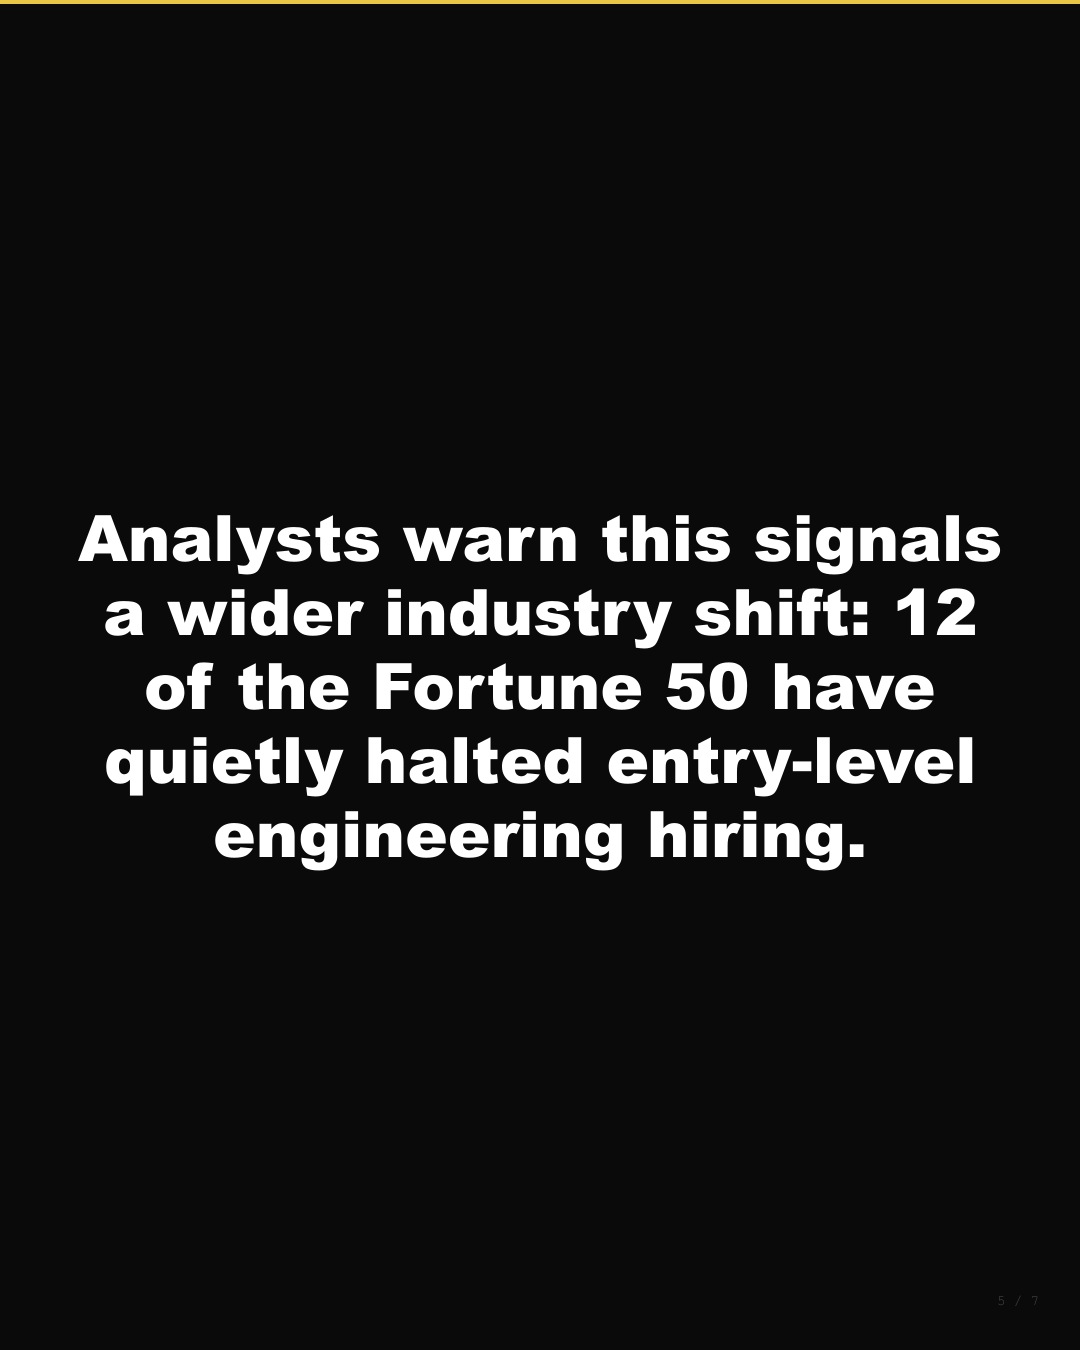 Analysts warn this signals
a wider industry shift: 12
of the Fortune 50 have
quietly halted entry-level
engineering hiring.
5 / 7